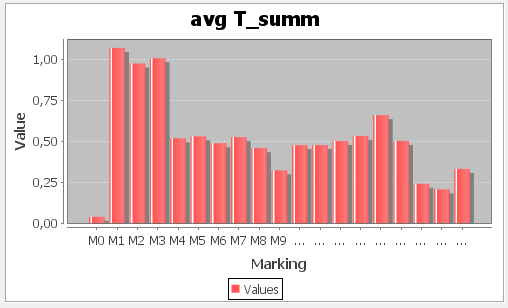 avg T_summ
1,00
0,75
0,50
0,25
0,00
Value
M0 M1 M2 M3 M4 M5 M6 M7 M8 M9 ... ... ... ... ... ... ... ... ...
Marking
Values